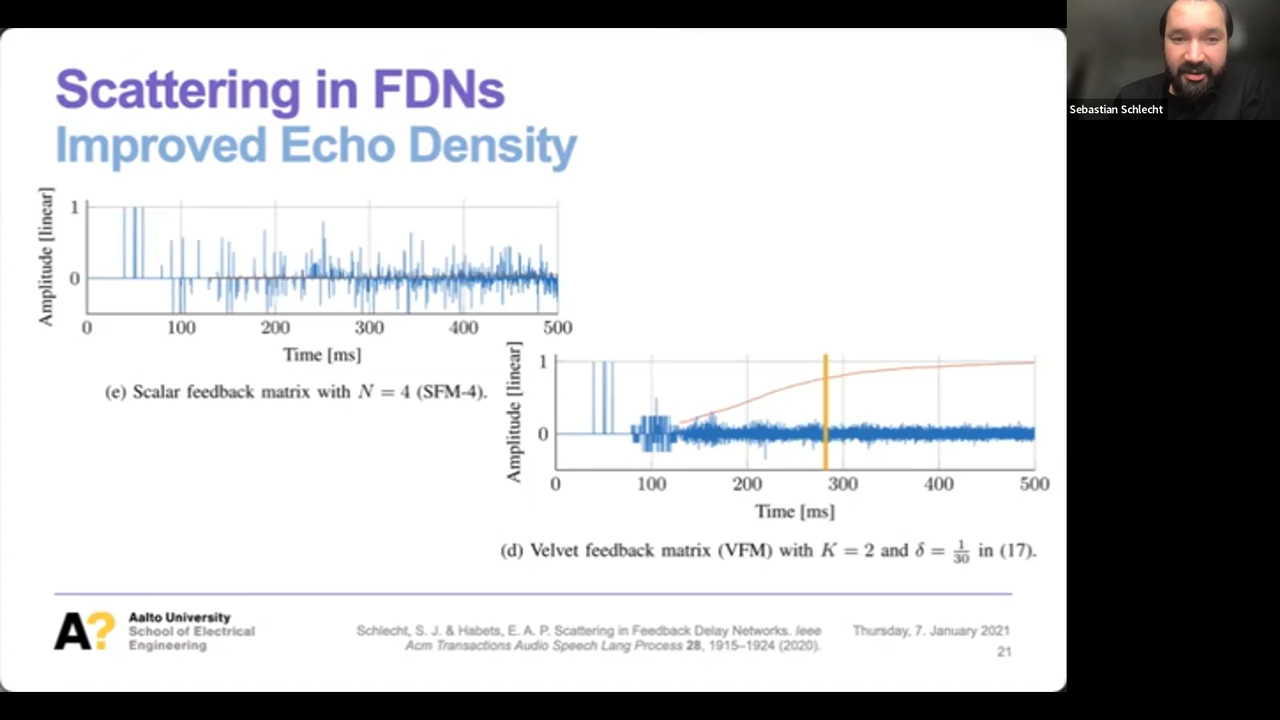 Scattering in FDNs
Improved Echo Density
Sebastian Schlecht
Amplitude [linear]
1
0
0 100 200 300 400 500
Time [ms]
(e) Scalar feedback matrix with N = 4 (SFM-4).
Amplitude [linear]
1
0
0 100 200 300 400 500
Time [ms]
(d) Velvet feedback matrix (VFM) with K = 2 and δ = 1/30 in (17).
A?
Aalto University
School of Electrical
Engineering
Schlecht, S. J. & Habets, E. A. P. Scattering in Feedback Delay Networks. Ieee
Acm Transactions Audio Speech Lang Process 28, 1915–1924 (2020).
Thursday, 7. January 2021
21